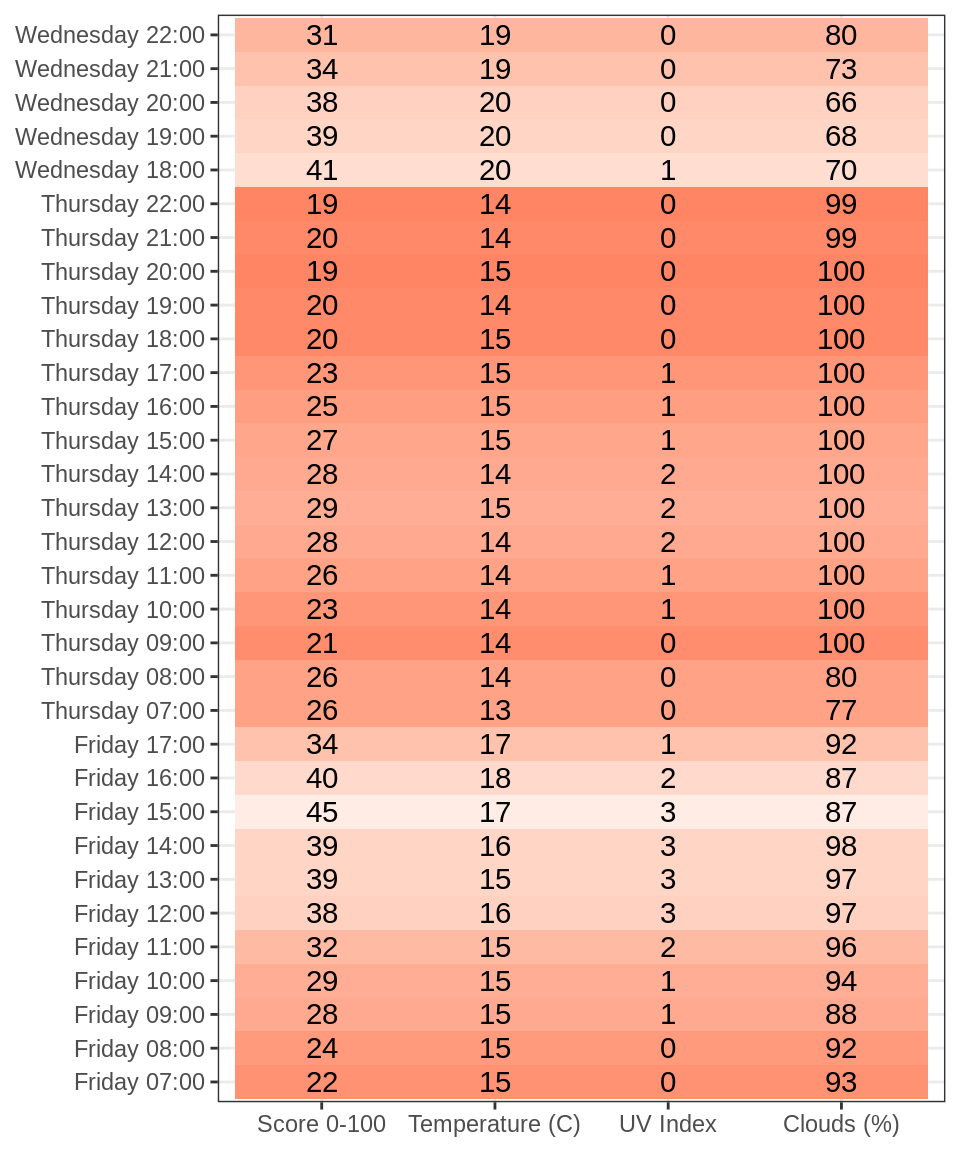 Wednesday 22:00 31 19 0 80
Wednesday 21:00 34 19 0 73
Wednesday 20:00 38 20 0 66
Wednesday 19:00 39 20 0 68
Wednesday 18:00 41 20 1 70
Thursday 22:00 19 14 0 99
Thursday 21:00 20 14 0 99
Thursday 20:00 19 15 0 100
Thursday 19:00 20 14 0 100
Thursday 18:00 20 15 0 100
Thursday 17:00 23 15 1 100
Thursday 16:00 25 15 1 100
Thursday 15:00 27 15 1 100
Thursday 14:00 28 14 2 100
Thursday 13:00 29 15 2 100
Thursday 12:00 28 14 2 100
Thursday 11:00 26 14 1 100
Thursday 10:00 23 14 1 100
Thursday 09:00 21 14 0 100
Thursday 08:00 26 14 0 80
Thursday 07:00 26 13 0 77
Friday 17:00 34 17 1 92
Friday 16:00 40 18 2 87
Friday 15:00 45 17 3 87
Friday 14:00 39 16 3 98
Friday 13:00 39 15 3 97
Friday 12:00 38 16 3 97
Friday 11:00 32 15 2 96
Friday 10:00 29 15 1 94
Friday 09:00 28 15 1 88
Friday 08:00 24 15 0 92
Friday 07:00 22 15 0 93
Score 0-100 Temperature (C) UV Index Clouds (%)